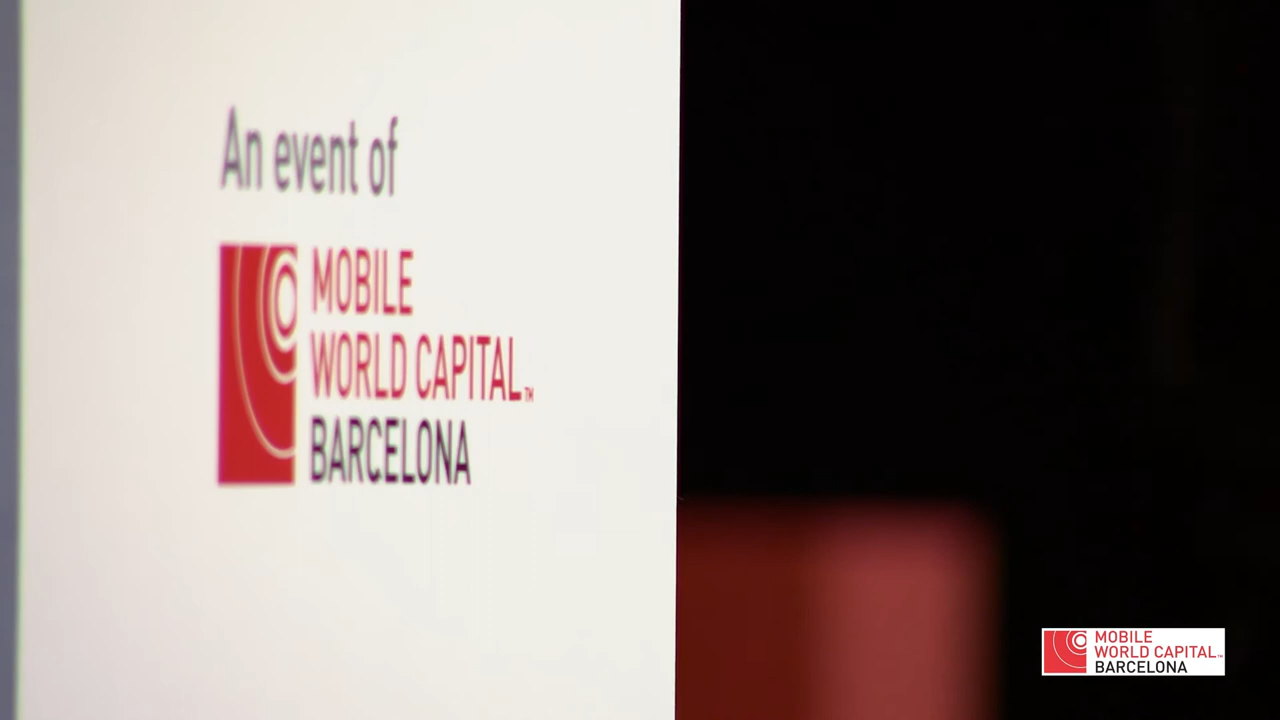 An event of
MOBILE
WORLD CAPITAL™
BARCELONA
MOBILE
WORLD CAPITAL™
BARCELONA